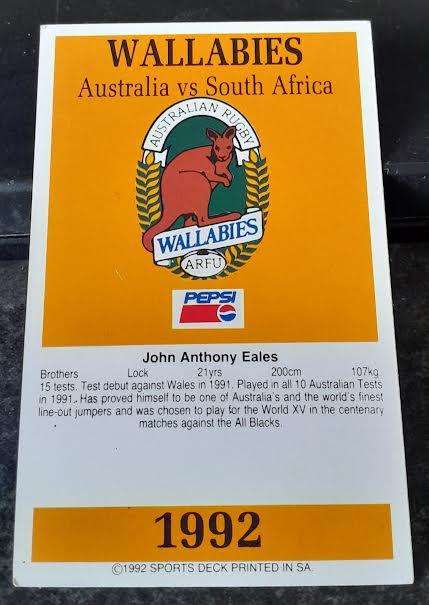 WALLABIES
Australia vs South Africa
AUSTRALIAN RUGBY
WALLABIES
ARFU
PEPSI
John Anthony Eales
Brothers Lock 21yrs 200cm 107kg
15 tests. Test debut against Wales in 1991. Played in all 10 Australian Tests
in 1991. Has proved himself to be one of Australia's and the world's finest
line-out jumpers and was chosen to play for the World XV in the centenary
matches against the All Blacks.
1992
©1992 SPORTS DECK PRINTED IN SA